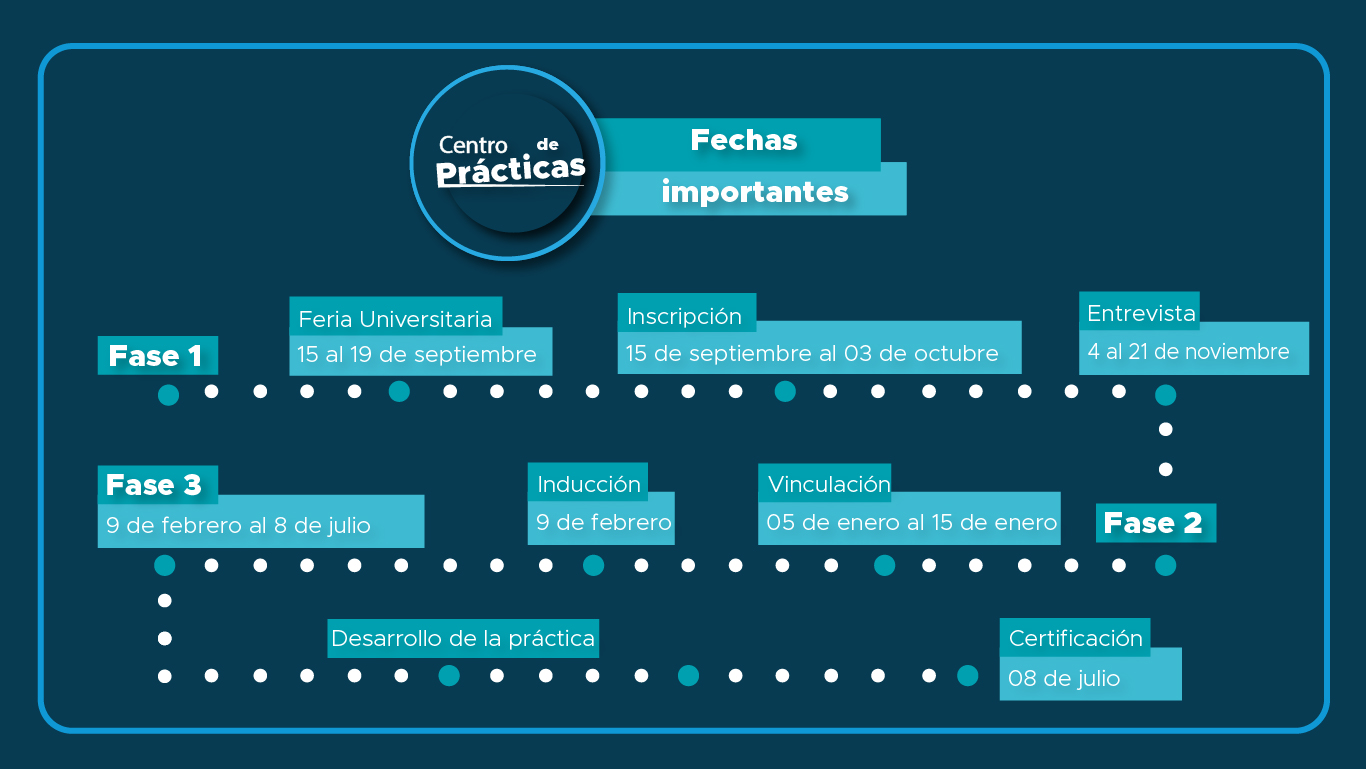 Centro de
Prácticas
Fechas
importantes
Fase 1
Feria Universitaria
15 al 19 de septiembre
Inscripción
15 de septiembre al 03 de octubre
Entrevista
4 al 21 de noviembre
Fase 2
Vinculación
05 de enero al 15 de enero
Inducción
9 de febrero
Fase 3
9 de febrero al 8 de julio
Desarrollo de la práctica
Certificación
08 de julio